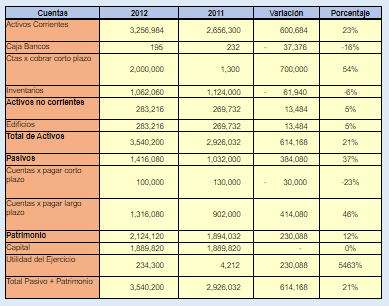 Cuentas 2012 2011 Variación Porcentaje
Activos Corrientes 3,256,984 2,656,300 600,684 23%
Caja Bancos 195 232 - 37,376 -16%
Ctas x cobrar corto plazo 2,000,000 1,300 700,000 54%
Inventarios 1,062,060 1,124,000 - 61,940 -6%
Activos no corrientes 283,216 269,732 13,484 5%
Edificios 283,216 269,732 13,484 5%
Total de Activos 3,540,200 2,926,032 614,168 21%
Pasivos 1,416,080 1,032,000 384,080 37%
Cuentas x pagar corto plazo 100,000 130,000 - 30,000 -23%
Cuentas x pagar largo plazo 1,316,080 902,000 414,080 46%
Patrimonio 2,124,120 1,894,032 230,088 12%
Capital 1,889,820 1,889,820 - 0%
Utilidad del Ejercicio 234,300 4,212 230,088 5463%
Total Pasivo + Patrimonio 3,540,200 2,926,032 614,168 21%